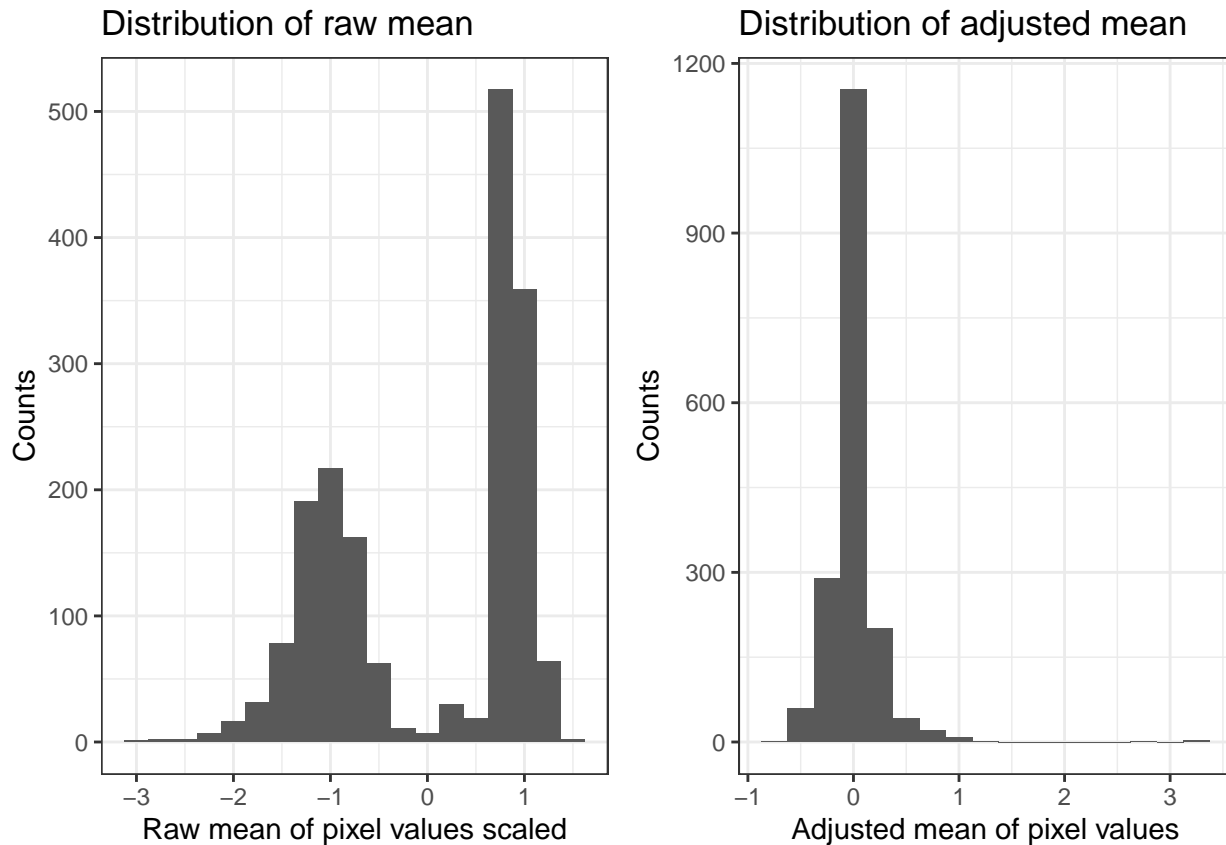 Distribution of raw mean
Counts
500
400
300
200
100
0
−3 −2 −1 0 1
Raw mean of pixel values scaled
Distribution of adjusted mean
Counts
1200
900
600
300
0
−1 0 1 2 3
Adjusted mean of pixel values